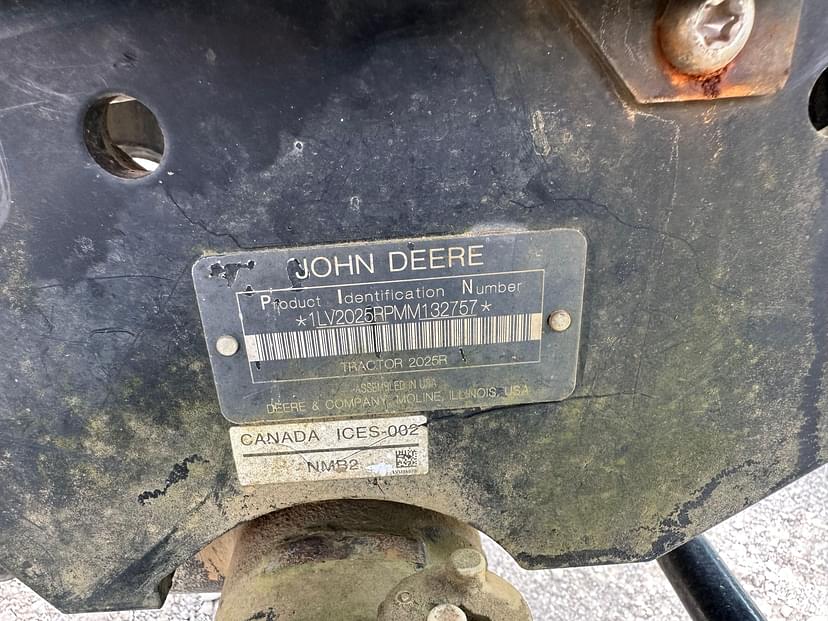 JOHN DEERE
Product Identification Number
*1LV2025RPMM132757*
TRACTOR 2025R
ASSEMBLED IN USA
DEERE & COMPANY, MOLINE, ILLINOIS, USA
CANADA ICES-002
NMB2